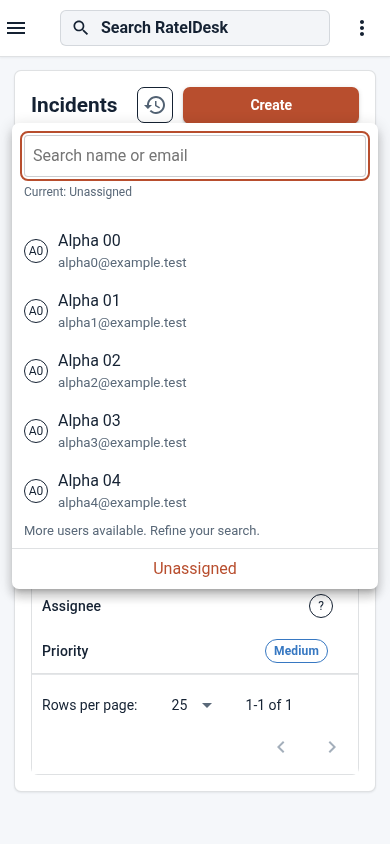 Search RatelDesk
Incidents
Create
Search name or email
Current: Unassigned
A0
Alpha 00
alpha0@example.test
A0
Alpha 01
alpha1@example.test
A0
Alpha 02
alpha2@example.test
A0
Alpha 03
alpha3@example.test
A0
Alpha 04
alpha4@example.test
More users available. Refine your search.
Unassigned
Assignee
?
Priority
Medium
Rows per page: 25 1-1 of 1